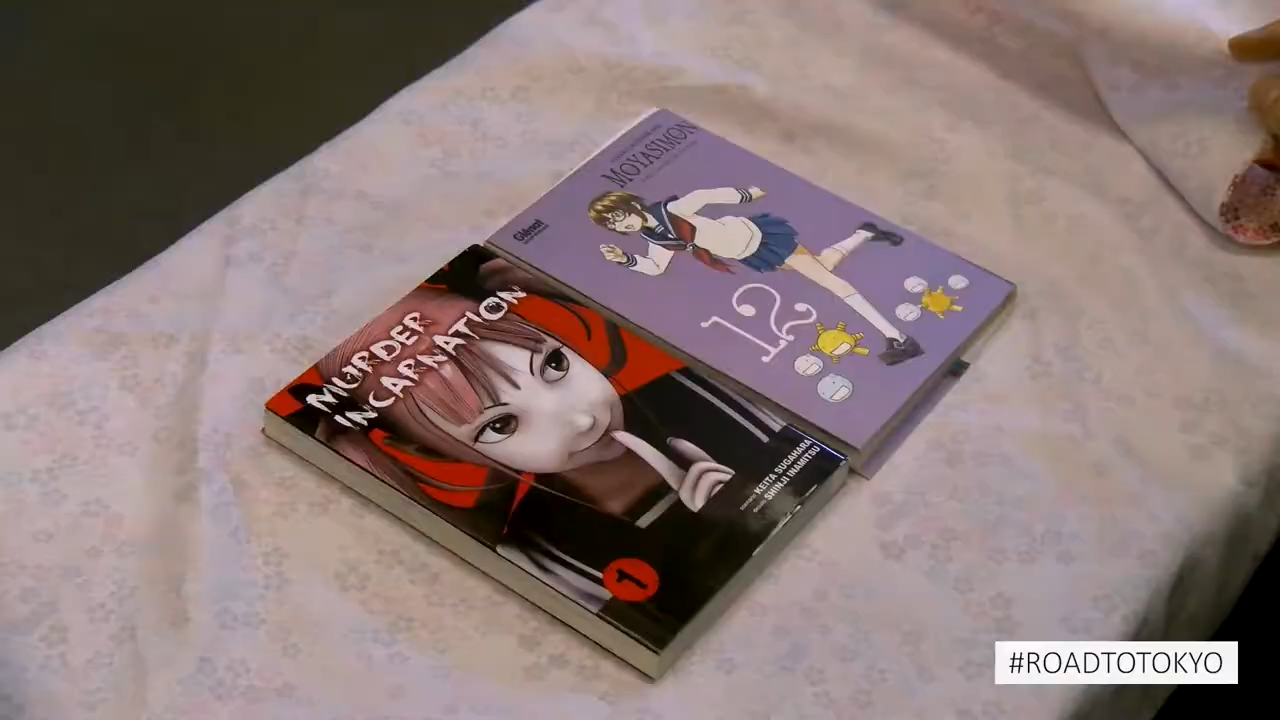 MOYASIMON
Glénat
12
MURDER
INCARNATION
KEITA SUGAHARA
SHINJI INAMITSU
1
#ROADTOTOKYO